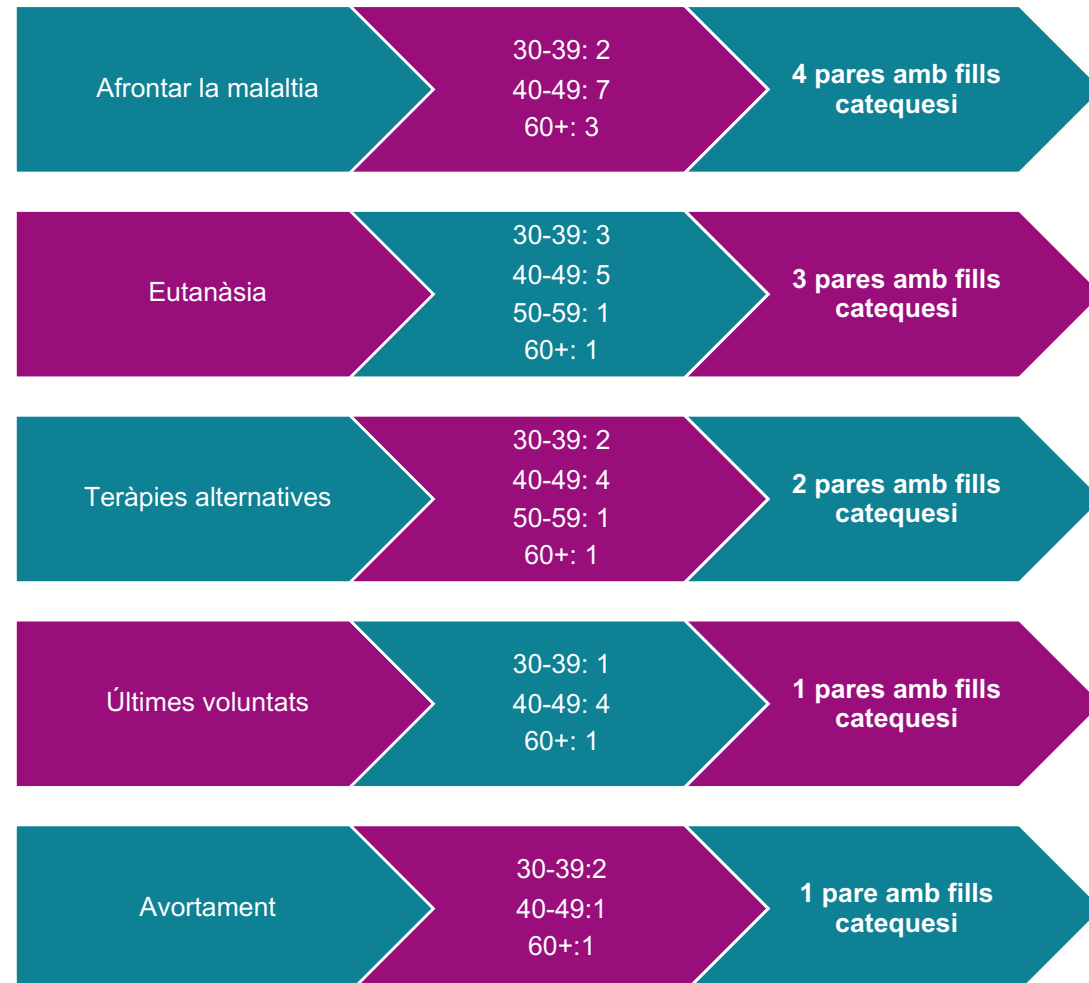 Afrontar la malaltia
30-39: 2
40-49: 7
60+: 3
4 pares amb fills
catequesi
Eutanàsia
30-39: 3
40-49: 5
50-59: 1
60+: 1
3 pares amb fills
catequesi
Teràpies alternatives
30-39: 2
40-49: 4
50-59: 1
60+: 1
2 pares amb fills
catequesi
Últimes voluntats
30-39: 1
40-49: 4
60+: 1
1 pares amb fills
catequesi
Avortament
30-39:2
40-49:1
60+:1
1 pare amb fills
catequesi